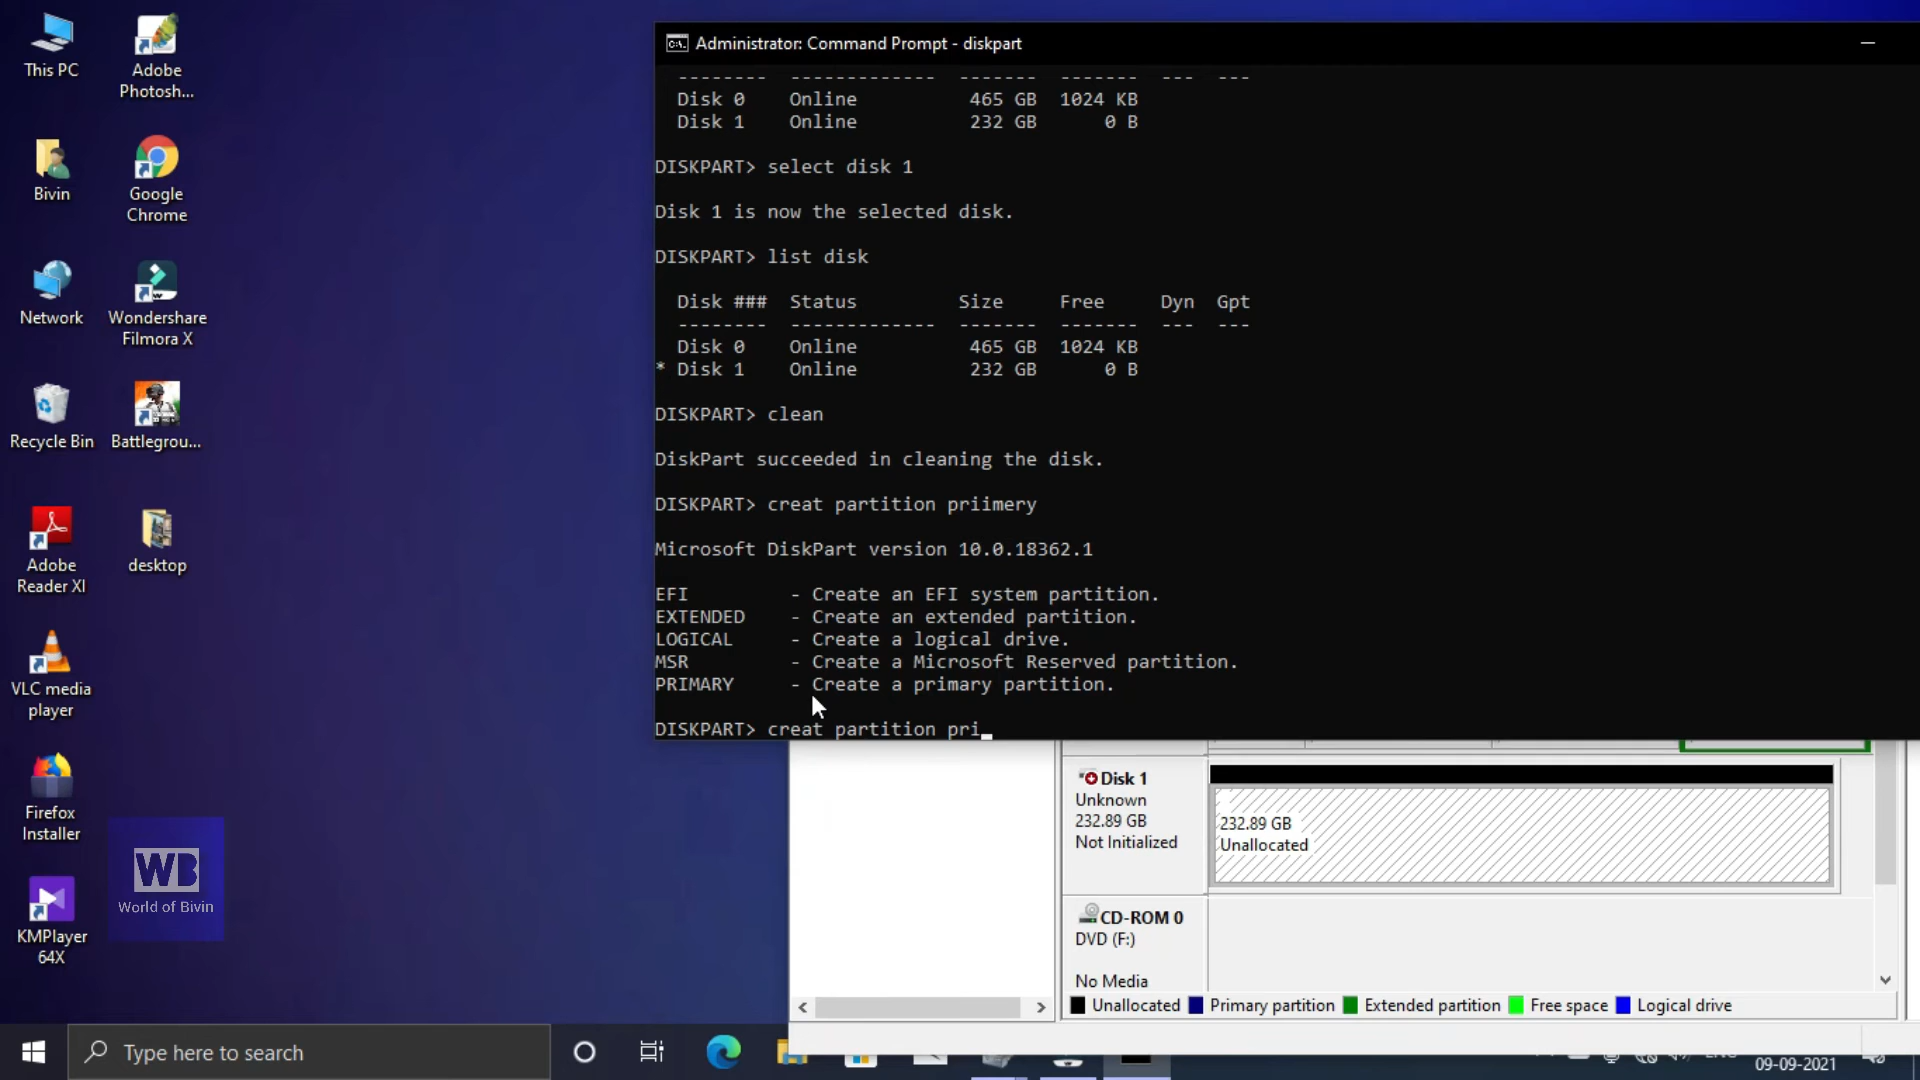 This PC
Adobe
Photosh...
Bivin
Google
Chrome
Network
Wondershare
Filmora X
Recycle Bin
Battlegrou...
Adobe
Reader XI
desktop
VLC media
player
Firefox
Installer
WB
World of Bivin
KMPlayer
64X
Administrator: Command Prompt - diskpart
-------- ------------- ------- ------- --- ---
Disk 0 Online 465 GB 1024 KB
Disk 1 Online 232 GB 0 B
DISKPART> select disk 1
Disk 1 is now the selected disk.
DISKPART> list disk
Disk ### Status Size Free Dyn Gpt
-------- ------------- ------- ------- --- ---
Disk 0 Online 465 GB 1024 KB
* Disk 1 Online 232 GB 0 B
DISKPART> clean
DiskPart succeeded in cleaning the disk.
DISKPART> creat partition priimery
Microsoft DiskPart version 10.0.18362.1
EFI - Create an EFI system partition.
EXTENDED - Create an extended partition.
LOGICAL - Create a logical drive.
MSR - Create a Microsoft Reserved partition.
PRIMARY - Create a primary partition.
DISKPART> creat partition pri_
Disk 1
Unknown
232.89 GB
Not Initialized
232.89 GB
Unallocated
CD-ROM 0
DVD (F:)
No Media
Unallocated Primary partition Extended partition Free space Logical drive
Type here to search
09-09-2021